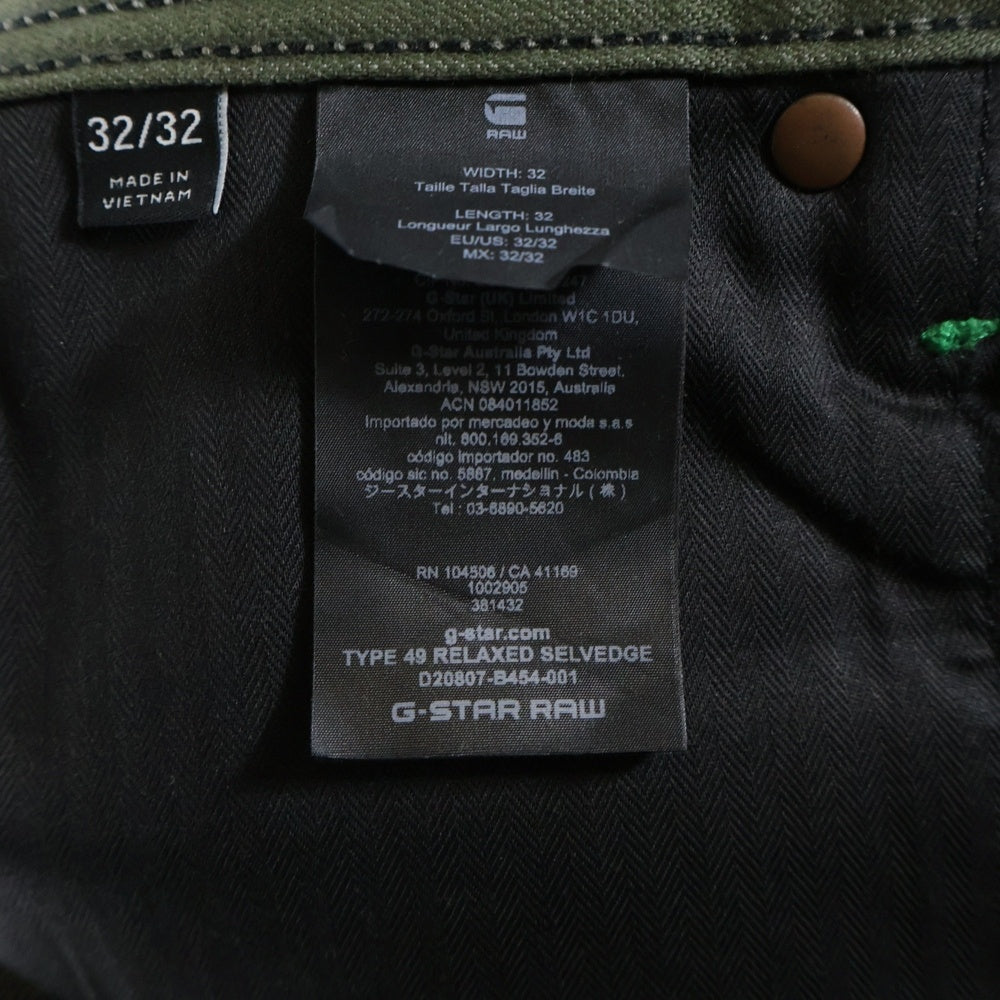 32/32
MADE IN
VIETNAM
RAW
WIDTH: 32
Taille Talla Taglia Breite
LENGTH: 32
Longueur Largo Lunghezza
EU/US: 32/32
MX: 32/32
G-Star (UK) Limited
272-274 Oxford St, London W1C 1DU,
United Kingdom
G-Star Australia Pty Ltd
Suite 3, Level 2, 11 Bowden Street,
Alexandria, NSW 2015, Australia
ACN 084011852
Importado por mercadeo y moda s.a.s
nit. 800.169.352-6
código importador no. 483
código sic no. 5887, medellin - Colombia
ジースターインターナショナル(株)
Tel : 03-6890-5620
RN 104506 / CA 41169
1002905
381432
g-star.com
TYPE 49 RELAXED SELVEDGE
D20807-B454-001
G-STAR RAW